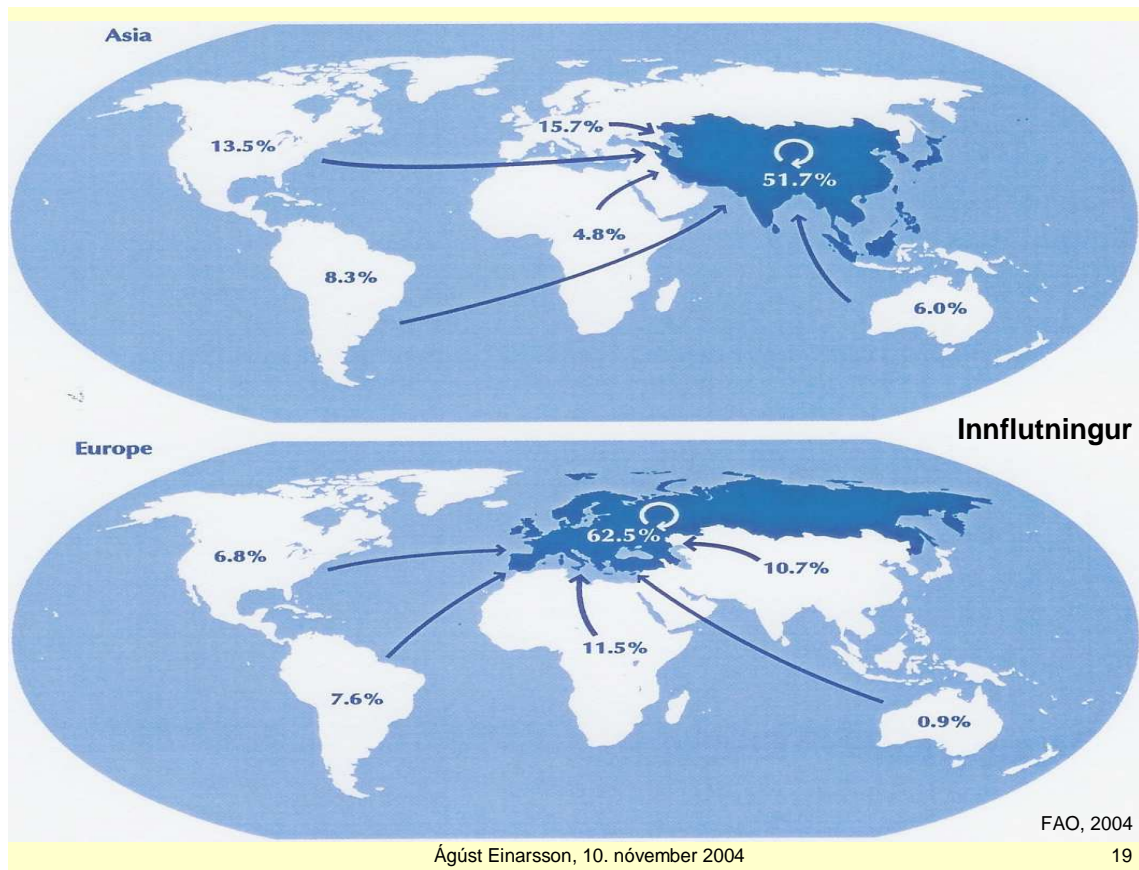 Asia
15.7%
13.5%
51.7%
4.8%
8.3%
6.0%
Innflutningur
Europe
62.5%
6.8%
10.7%
11.5%
7.6%
0.9%
FAO, 2004
Ágúst Einarsson, 10. nóvember 2004
19